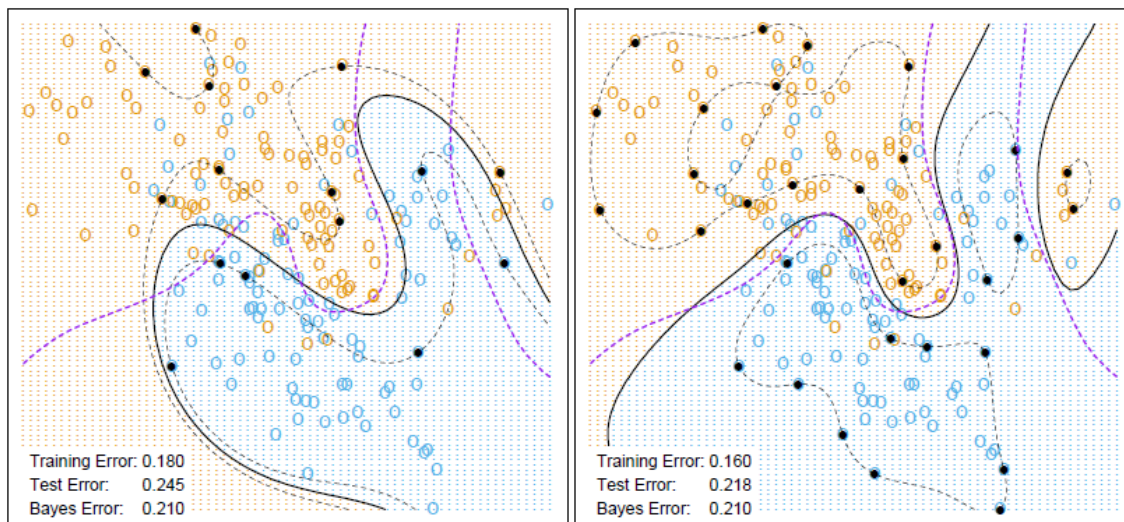 Training Error: 0.180
Test Error: 0.245
Bayes Error: 0.210
Training Error: 0.160
Test Error: 0.218
Bayes Error: 0.210